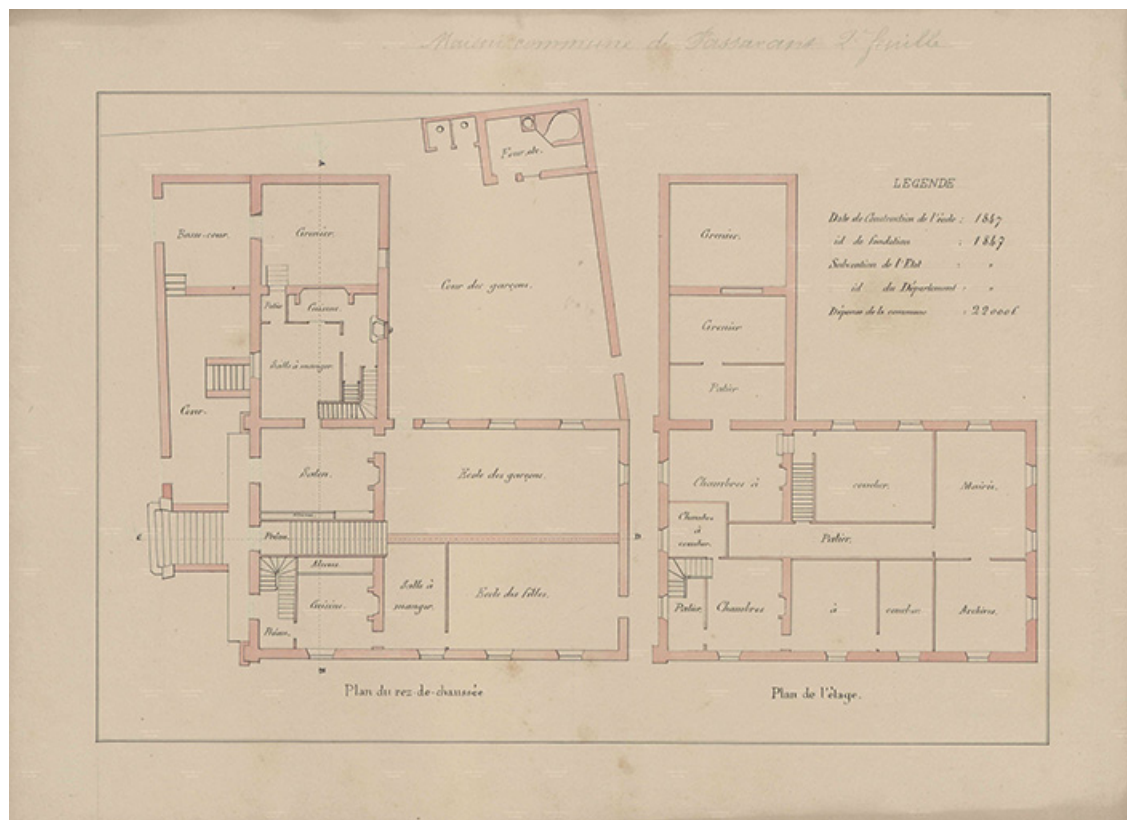 Maison commune de Passavant 2e feuille
LEGENDE
Date de Construction de l'école : 1847
id de fondation : 1847
Subvention de l'Etat : "
id du Département : "
Dépense de la commune : 22000f
A
Four, etc.
Basse-cour.
Grenier.
Cour des garçons.
Palier
Cuisine.
Salle à manger.
Cour.
Salon.
Ecole des garçons.
C
Palier.
D
Alcove.
Cuisine.
Salle à
manger.
Ecole des filles.
B
Plan du rez-de-chaussée
Grenier.
Grenier
Palier
Chambres à
coucher.
Mairie.
Chambre
à
coucher.
Palier.
Palier.
Chambres
à
coucher
Archives.
Plan de l'étage.